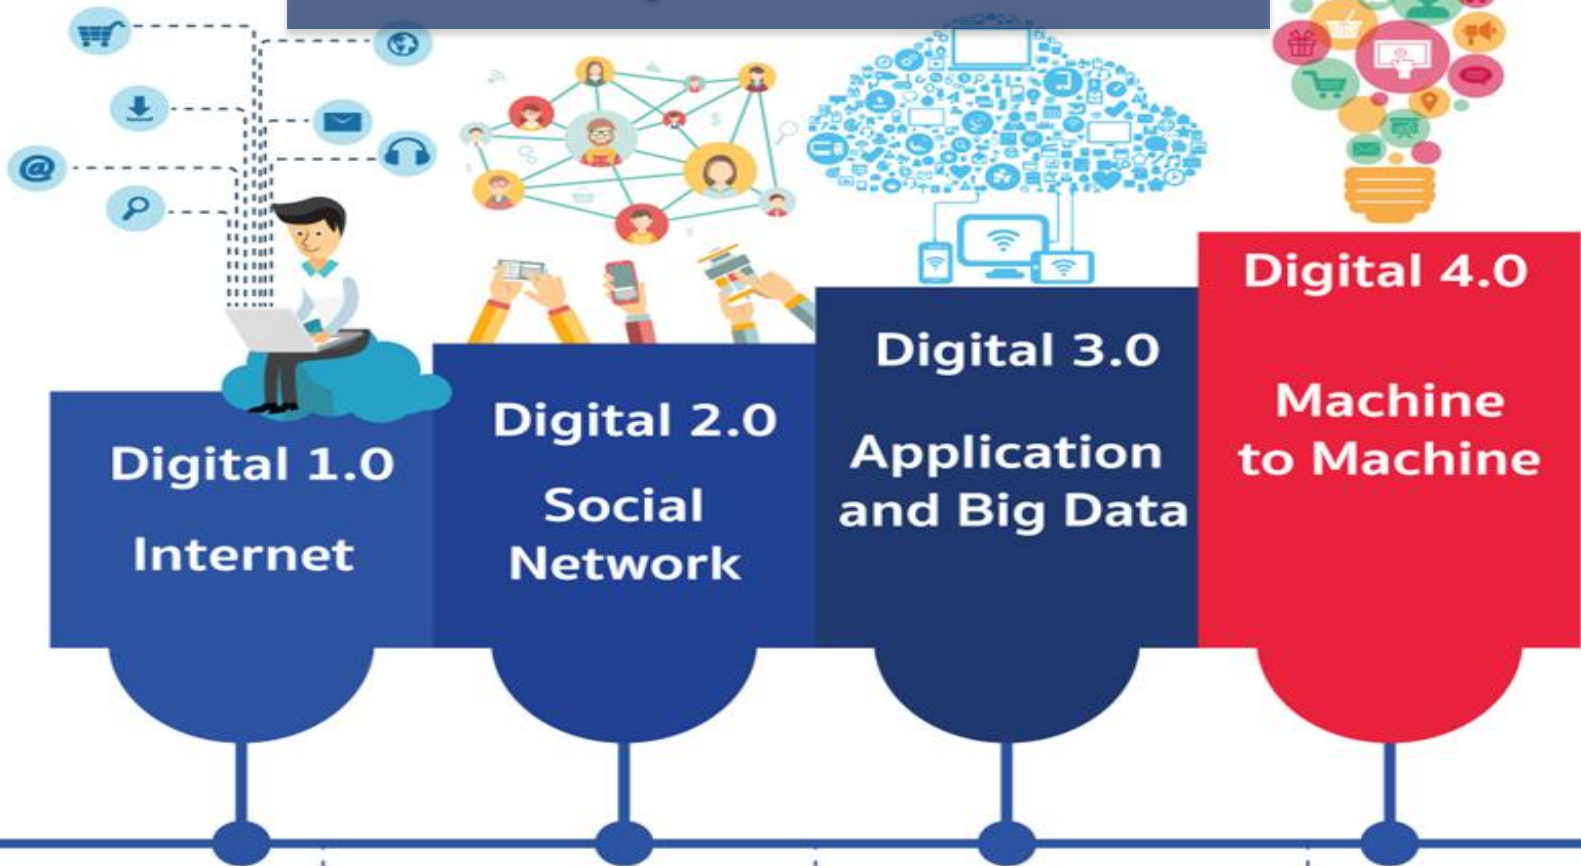 Digital 1.0
Internet
Digital 2.0
Social
Network
Digital 3.0
Application
and Big Data
Digital 4.0
Machine
to Machine